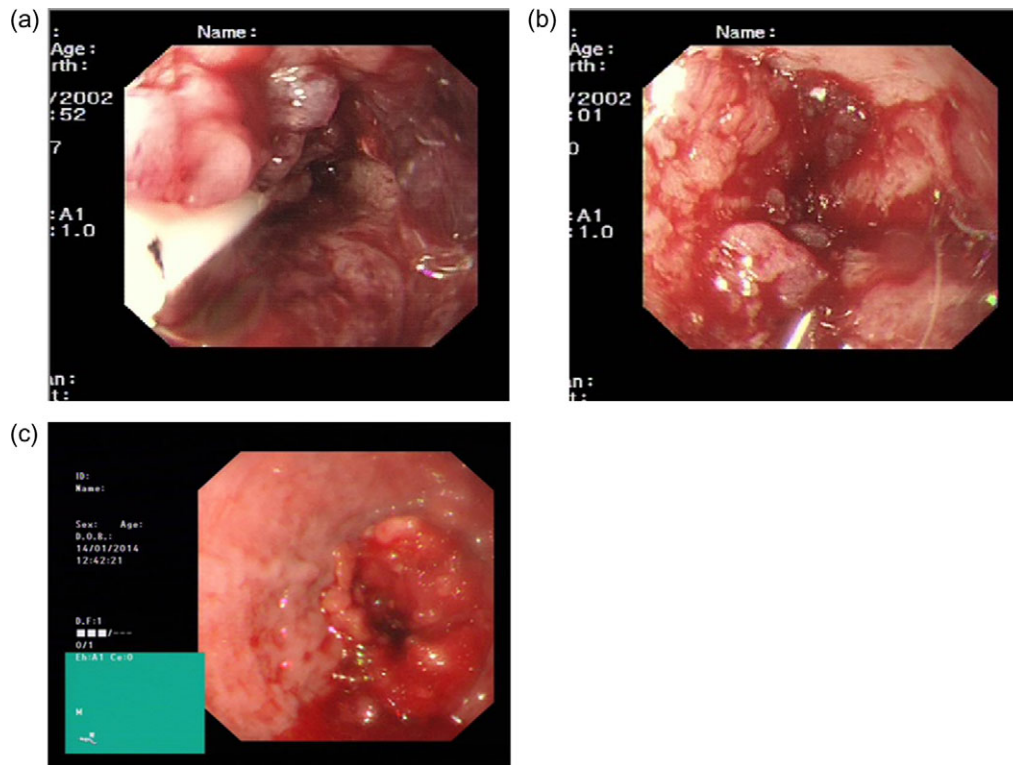 (a)
:
Name:
Age:
rth:
/2002
:52
7
:A1
:1.0
an:
t:
(b)
:
Name:
Age:
rth:
/2002
:01
0
:A1
:1.0
an:
t:
(c)
ID:
Name:
Sex: Age:
D.O.B.:
14/01/2014
12:42:21
D.F:1
■■■/---
0/1
Eh:A1 Ce:0
M